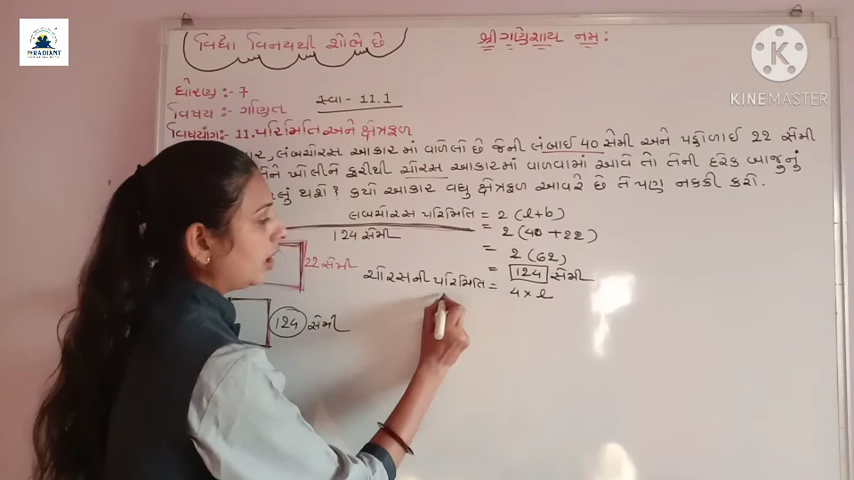 THE RADIANT
KINEMASTER
વિદ્યા વિનયથી શોભે છે
શ્રી ગણેશાય નમ:
ધોરણ :- 7
વિષય :- ગણિત
સ્વા - 11.1
વિષયાંગ :- 11. પરિમિતિ અને ક્ષેત્રફળ
લંબચોરસ આકારમાં વાળેલો છે જેની લંબાઈ 40 સેમી અને પહોળાઈ 22 સેમી
ખોલીને ફરીથી ચોરસ આકારમાં વાળવામાં આવે તો તેની દરેક બાજુનું
થશે? કયો આકાર વધુ ક્ષેત્રફળ આવરે છે તે પણ નક્કી કરો.
લંબચોરસ પરિમિતિ = 2 (l+b)
124 સેમી
= 2 (40 + 22)
= 2 (62)
22 સેમી
= 124 સેમી
ચોરસની પરિમિતિ = 4 × l
124 સેમી